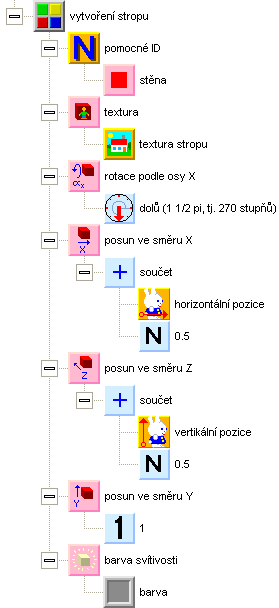 vytvoření stropu
N
pomocné ID
stěna
textura
textura stropu
αx
rotace podle osy X
dolů (1 1/2 pi, tj. 270 stupňů)
X
posun ve směru X
součet
horizontální pozice
N
0.5
Z
posun ve směru Z
součet
vertikální pozice
N
0.5
Y
posun ve směru Y
1
1
barva svítivosti
barva